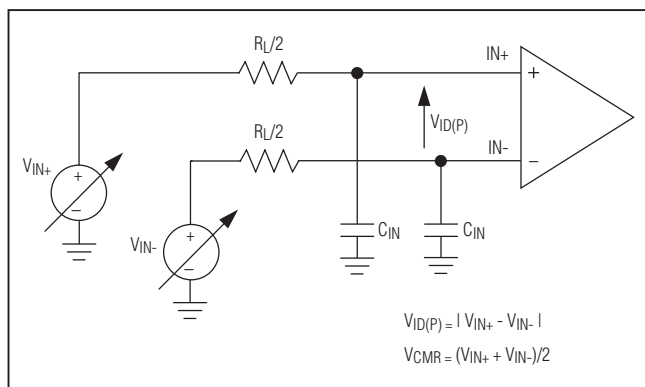 RL/2
IN+
+
RL/2
VID(P)
IN-
−
VIN+
+
−
VIN-
+
−
CIN
CIN
VID(P) = | VIN+ - VIN- |
VCMR = (VIN+ + VIN-)/2